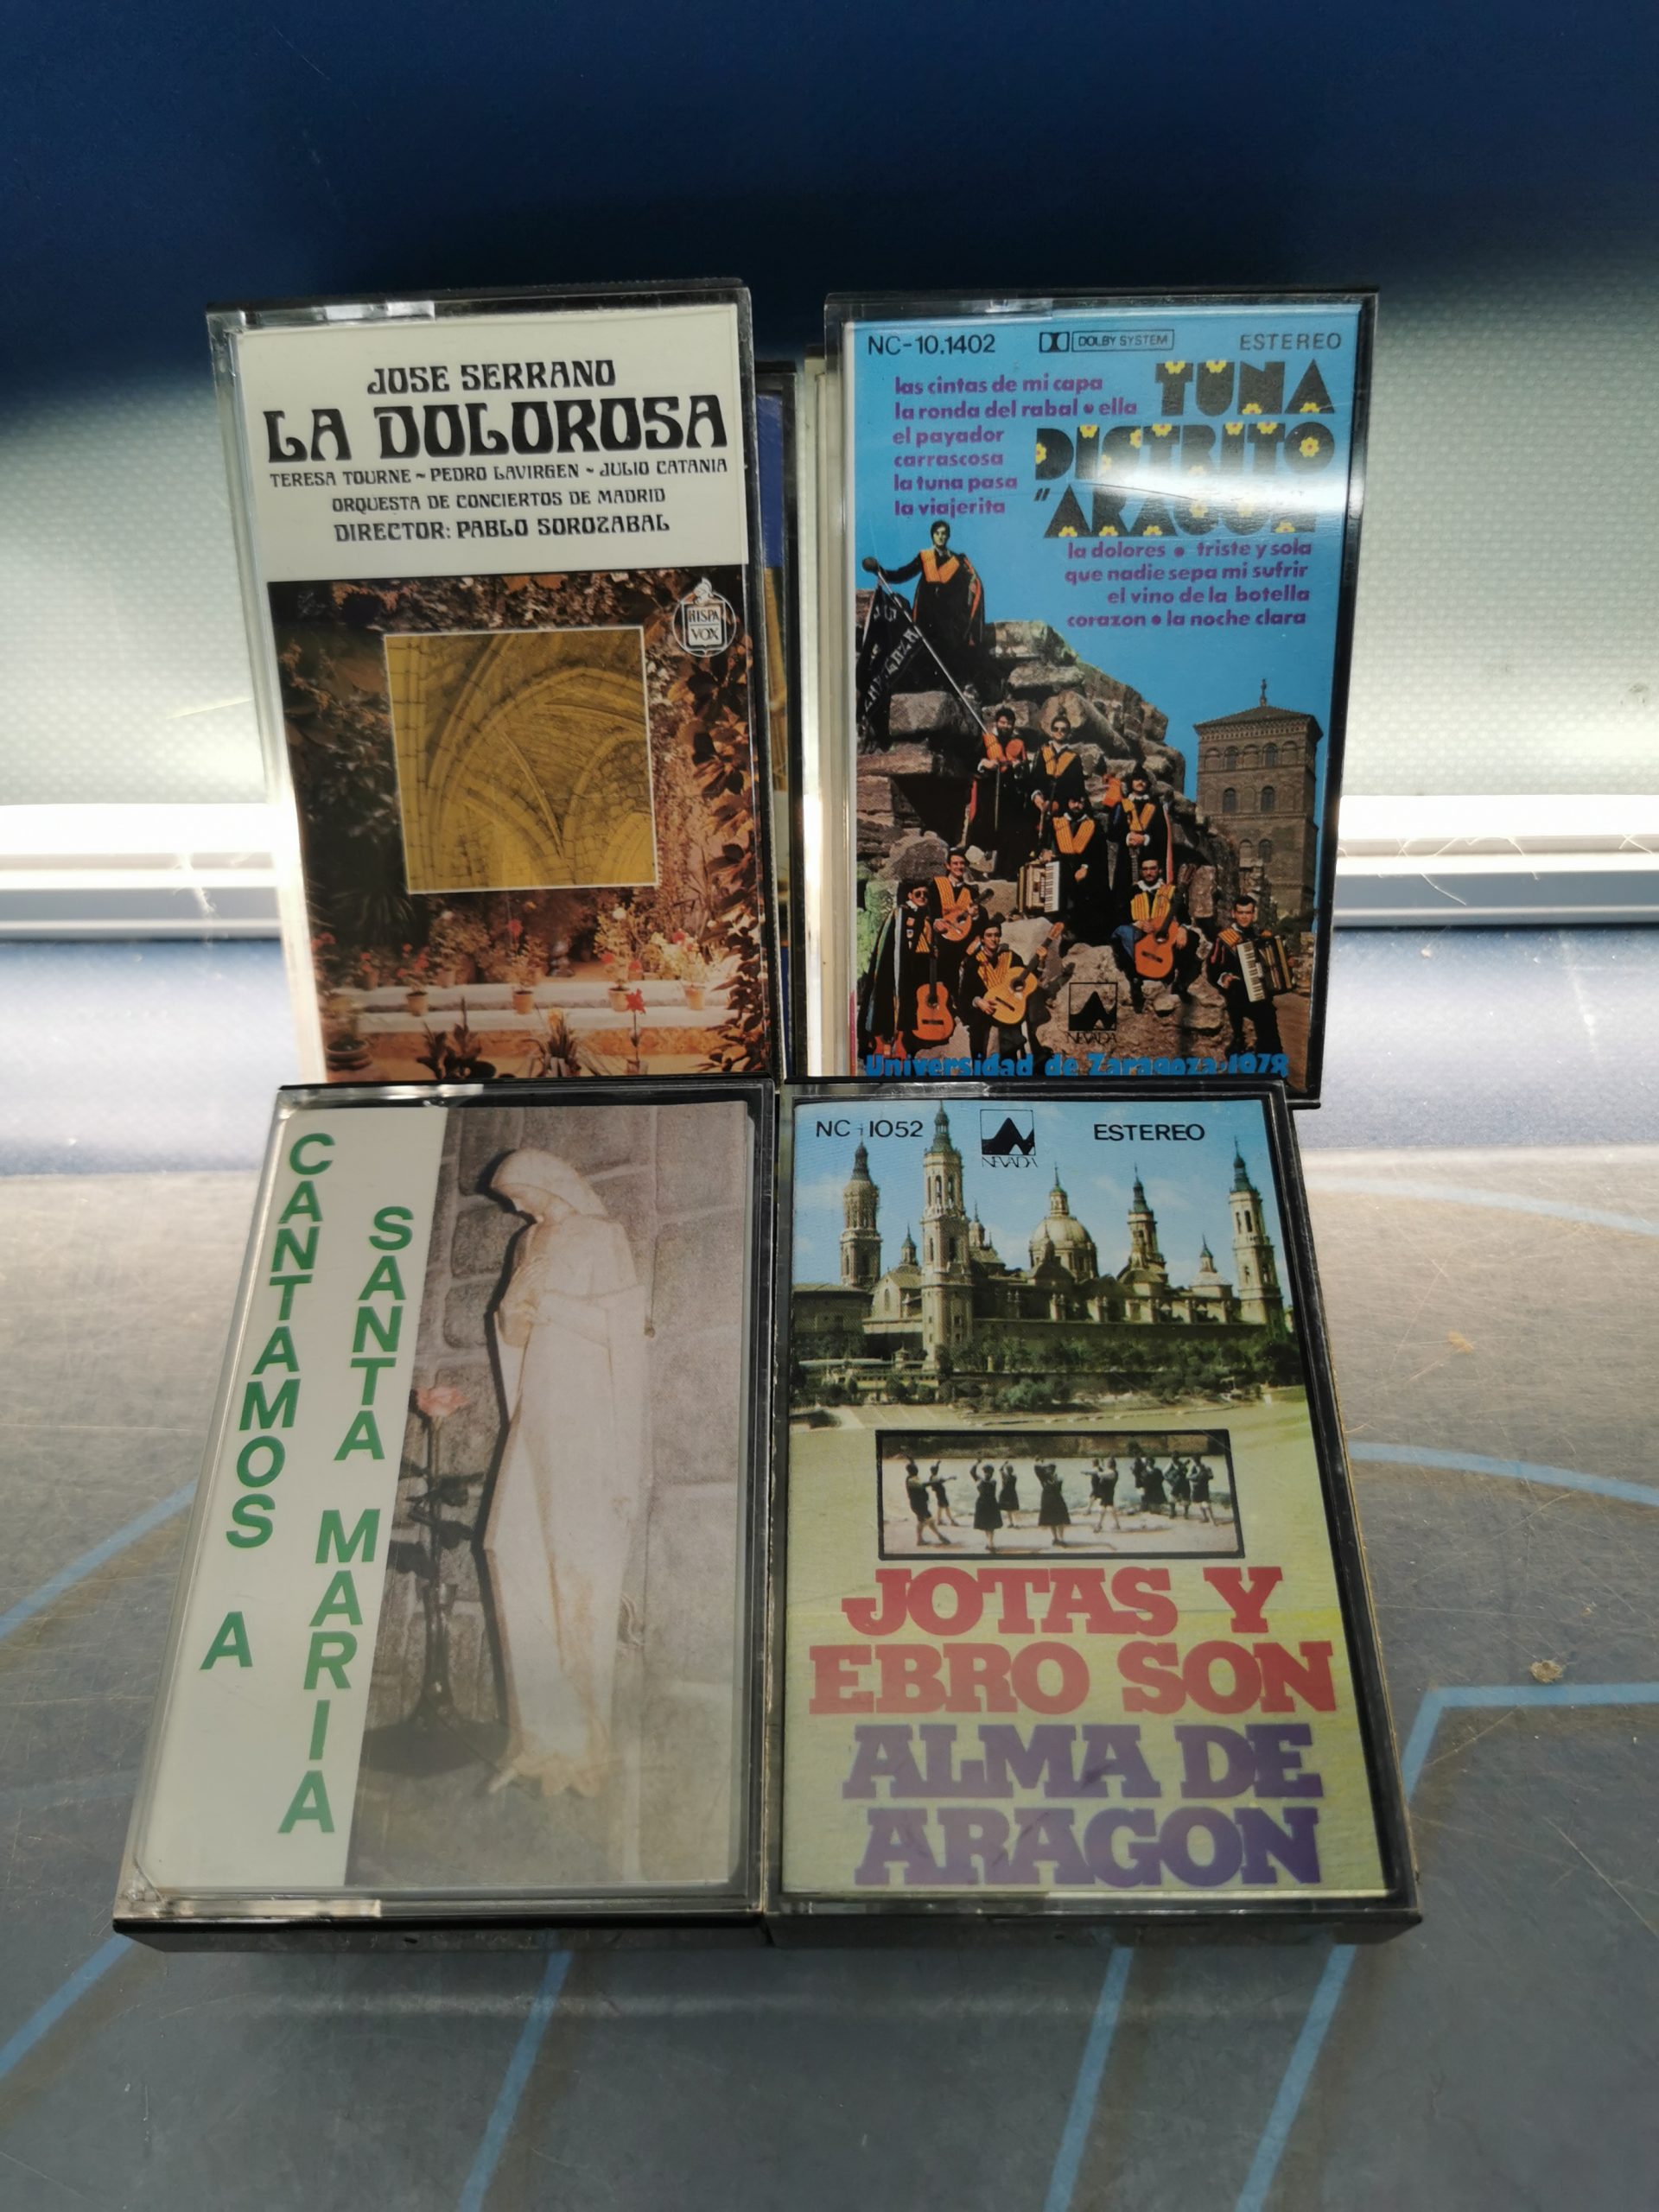 JOSE SERRANO
LA DOLOROSA
TERESA TOURNE ~ PEDRO LAVIRGEN ~ JULIO CATANIA
ORQUESTA DE CONCIERTOS DE MADRID
DIRECTOR: PABLO SOROZABAL
HISPA
VOX
NC-10.1402
DOLBY SYSTEM
ESTEREO
TUNA
DISTRITO
"ARAGON"
las cintas de mi capa
la ronda del rabal • ella
el payador
carrascosa
la tuna pasa
la viajerita
la dolores • triste y sola
que nadie sepa mi sufrir
el vino de la botella
corazon • la noche clara
NEVADA
Universidad de Zaragoza-1978
CANTAMOS A
SANTA MARIA
NC-1052
NEVADA
ESTEREO
JOTAS Y
EBRO SON
ALMA DE
ARAGON